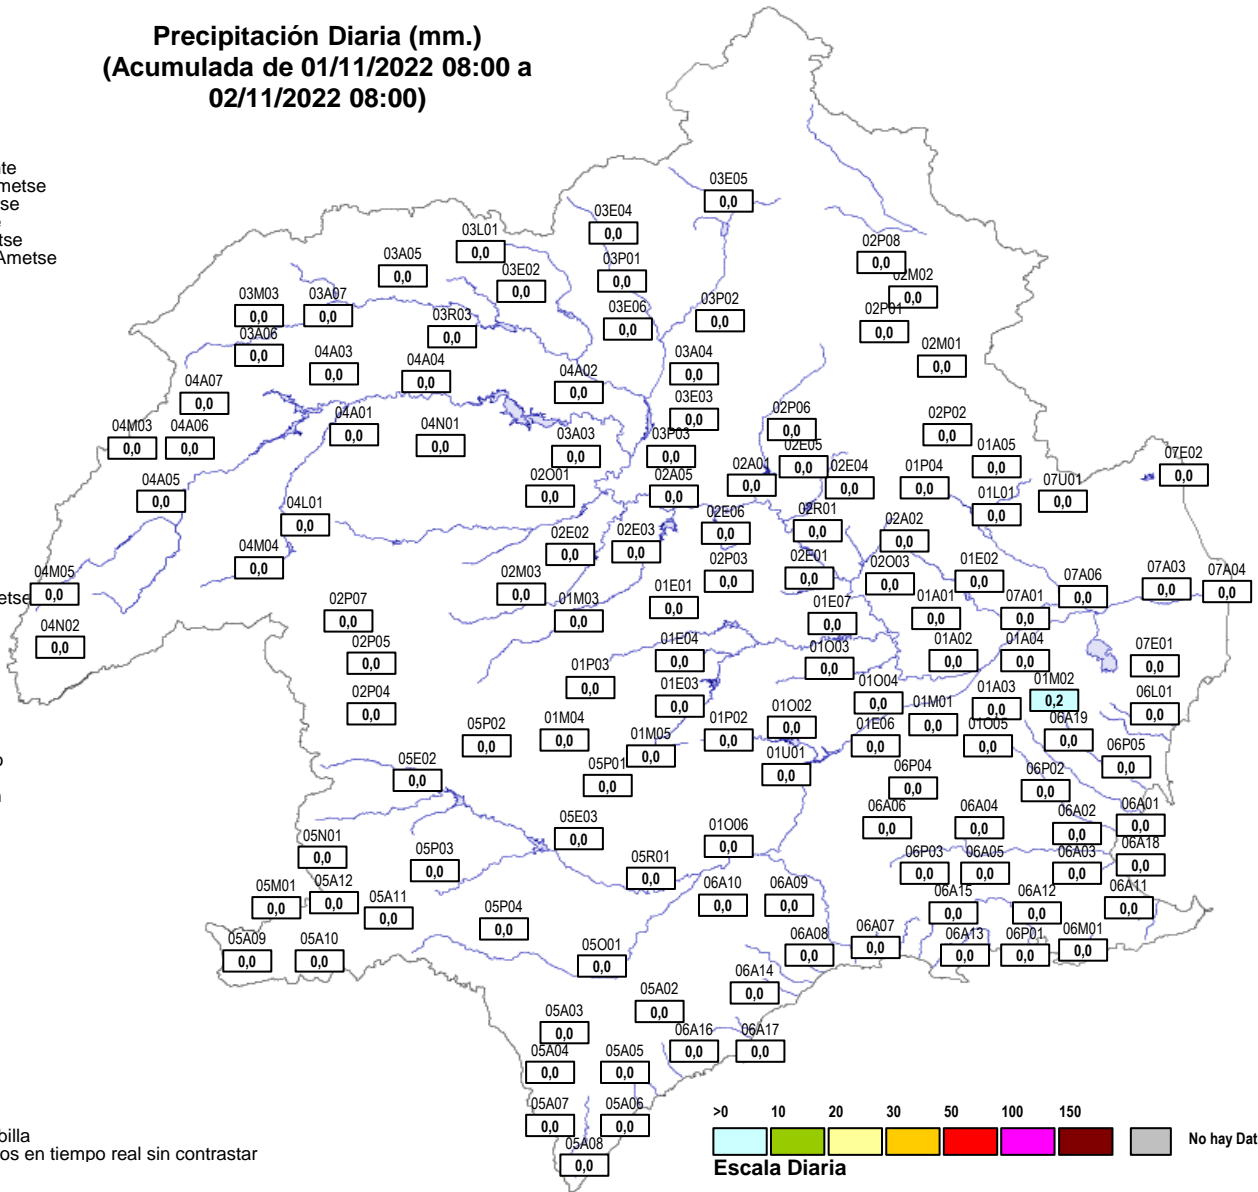 Precipitación Diaria (mm.)
(Acumulada de 01/11/2022 08:00 a
02/11/2022 08:00)
nte
metse
tse
e
tse
Ametse
03E05
0,0
03E04
0,0
03L01
0,0
03A05
0,0
03E02
0,0
03P01
0,0
02P08
0,0
02M02
0,0
03M03
0,0
03A07
0,0
03R03
0,0
03E06
0,0
03P02
0,0
02P01
0,0
03A06
0,0
04A03
0,0
04A04
0,0
04A02
0,0
03A04
0,0
02M01
0,0
04A07
0,0
03E03
0,0
04M03
0,0
04A06
0,0
04A01
0,0
04N01
0,0
03A03
0,0
03P03
0,0
02P06
0,0
02P02
0,0
02E05
0,0
01A05
0,0
07E02
0,0
04A05
0,0
02O01
0,0
02A05
0,0
02A01
0,0
02E04
0,0
01P04
0,0
01L01
0,0
07U01
0,0
04L01
0,0
02E02
0,0
02E03
0,0
02E06
0,0
02R01
0,0
02A02
0,0
04M04
0,0
02M03
0,0
01M03
0,0
01E01
0,0
02P03
0,0
02E01
0,0
02O03
0,0
01E02
0,0
07A06
0,0
07A03
0,0
07A04
0,0
04M05
0,0
etse
04N02
0,0
02P07
0,0
02P05
0,0
02P04
0,0
01E04
0,0
01E07
0,0
01A01
0,0
07A01
0,0
01P03
0,0
01E03
0,0
01O03
0,0
01A02
0,0
01A04
0,0
07E01
0,0
01O04
0,0
01M01
0,0
01A03
0,0
01M02
0,2
06L01
0,0
05P02
0,0
01M04
0,0
01M05
0,0
01P02
0,0
01O02
0,0
01E06
0,0
01O05
0,0
06A19
0,0
06P05
0,0
o
05E02
0,0
05P01
0,0
01U01
0,0
06P04
0,0
06P02
0,0
05E03
0,0
01O06
0,0
06A06
0,0
06A04
0,0
06A02
0,0
06A01
0,0
05N01
0,0
05P03
0,0
05R01
0,0
06P03
0,0
06A05
0,0
06A03
0,0
06A18
0,0
05M01
0,0
05A12
0,0
05A11
0,0
05P04
0,0
06A10
0,0
06A09
0,0
06A15
0,0
06A12
0,0
06A11
0,0
05A09
0,0
05A10
0,0
05O01
0,0
06A08
0,0
06A07
0,0
06A13
0,0
06P01
0,0
06M01
0,0
06A14
0,0
05A02
0,0
05A03
0,0
06A16
0,0
06A17
0,0
05A04
0,0
05A05
0,0
05A07
0,0
05A06
0,0
05A08
0,0
billa
os en tiempo real sin contrastar
>0 10 20 30 50 100 150
No hay Dat
Escala Diaria